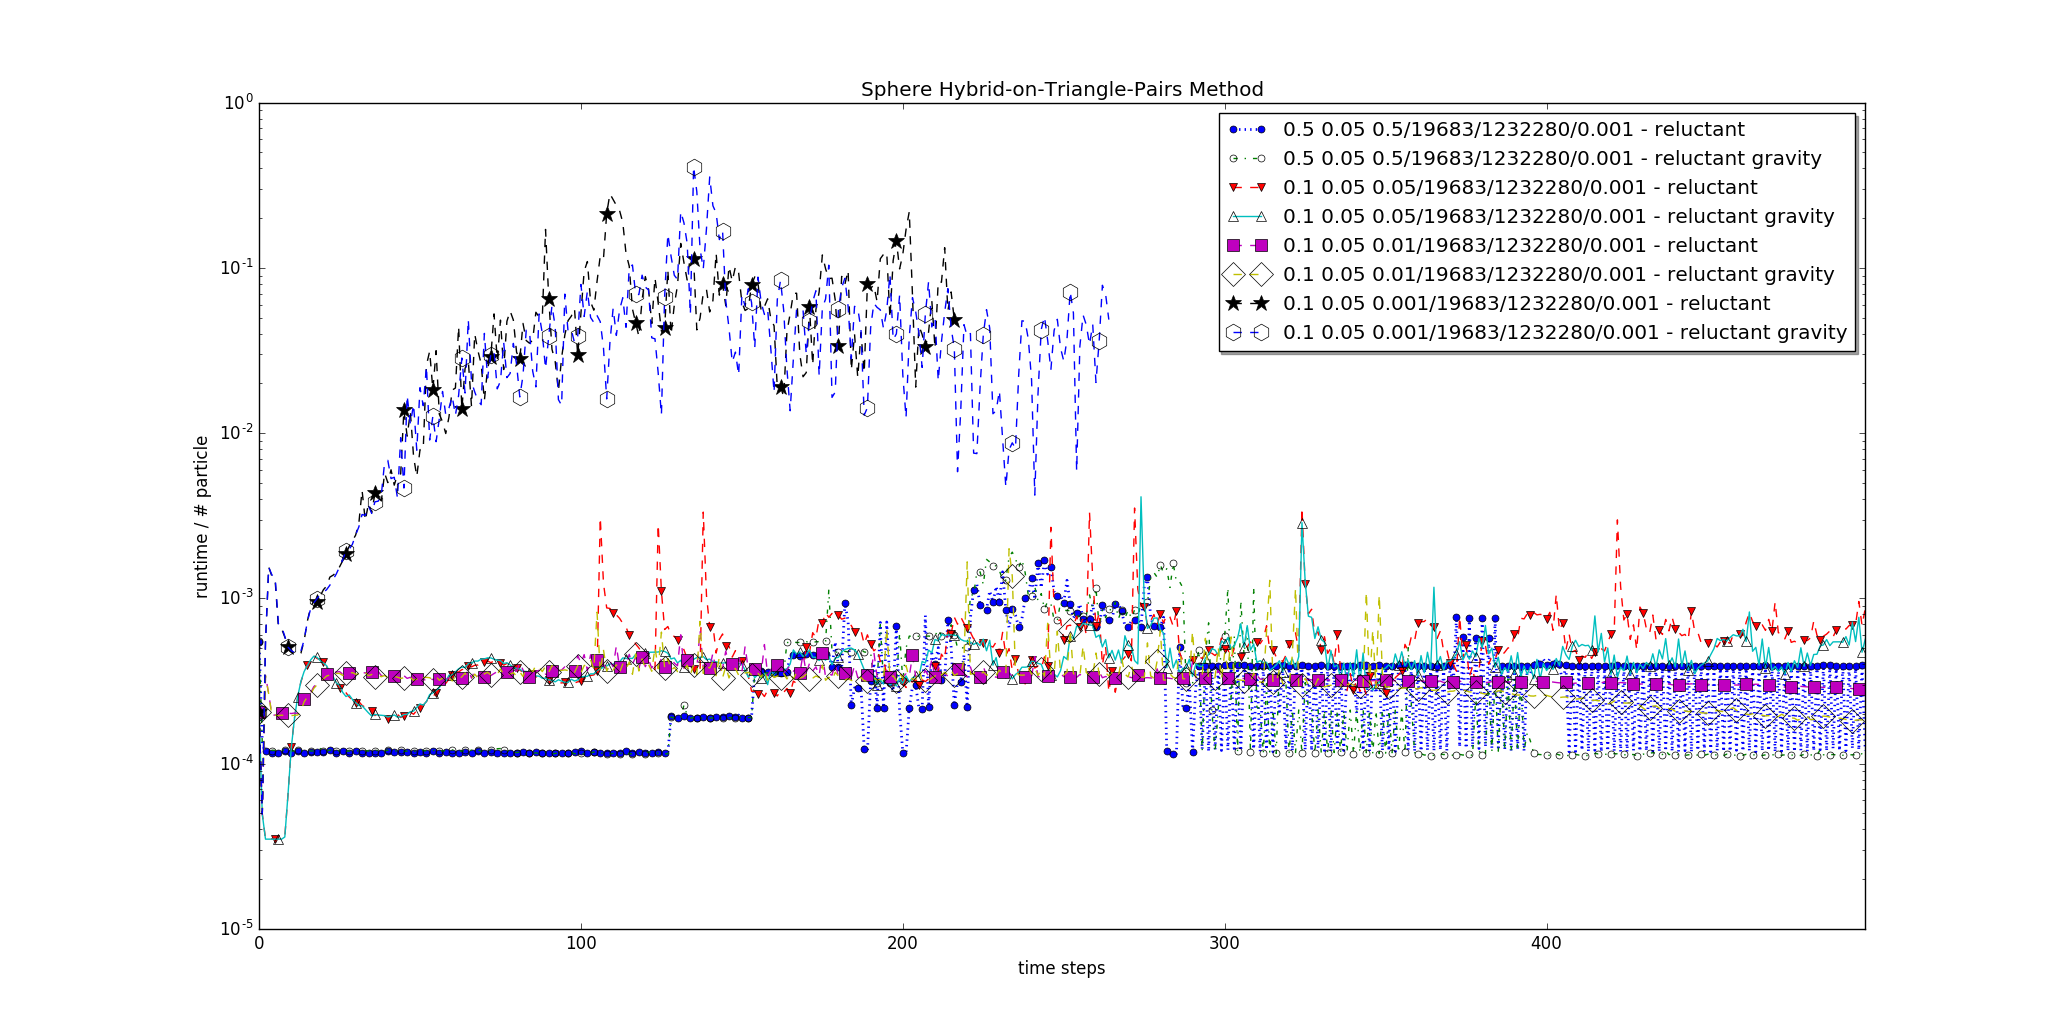 Sphere Hybrid-on-Triangle-Pairs Method
10^0
10^-1
10^-2
10^-3
10^-4
10^-5
runtime / # particle
0.5 0.05 0.5/19683/1232280/0.001 - reluctant
0.5 0.05 0.5/19683/1232280/0.001 - reluctant gravity
0.1 0.05 0.05/19683/1232280/0.001 - reluctant
0.1 0.05 0.05/19683/1232280/0.001 - reluctant gravity
0.1 0.05 0.01/19683/1232280/0.001 - reluctant
0.1 0.05 0.01/19683/1232280/0.001 - reluctant gravity
0.1 0.05 0.001/19683/1232280/0.001 - reluctant
0.1 0.05 0.001/19683/1232280/0.001 - reluctant gravity
0 100 200 300 400
time steps